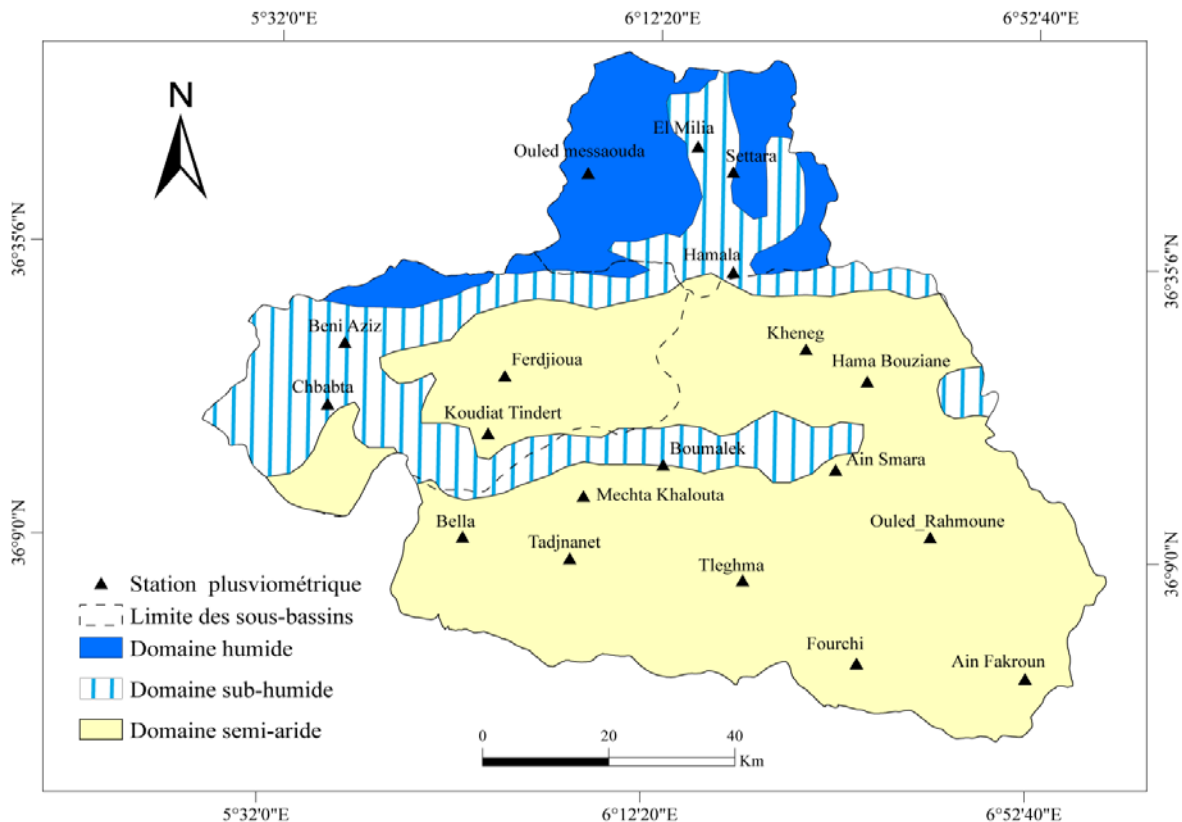 5°32'0"E
6°12'20"E
6°52'40"E
N
El Milia
Ouled messaouda
Settara
36°35'6"N
36°35'6"N
Hamala
Beni Aziz
Kheneg
Ferdjioua
Hama Bouziane
Chbabta
Koudiat Tindert
Boumalek
Ain Smara
Mechta Khalouta
Bella
Ouled_Rahmoune
36°9'0"N
Tadjnanet
Tleghma
36°9'0"N
Station plusviométrique
Limite des sous-bassins
Domaine humide
Domaine sub-humide
Domaine semi-aride
Fourchi
Ain Fakroun
0
20
40
Km
5°32'0"E
6°12'20"E
6°52'40"E